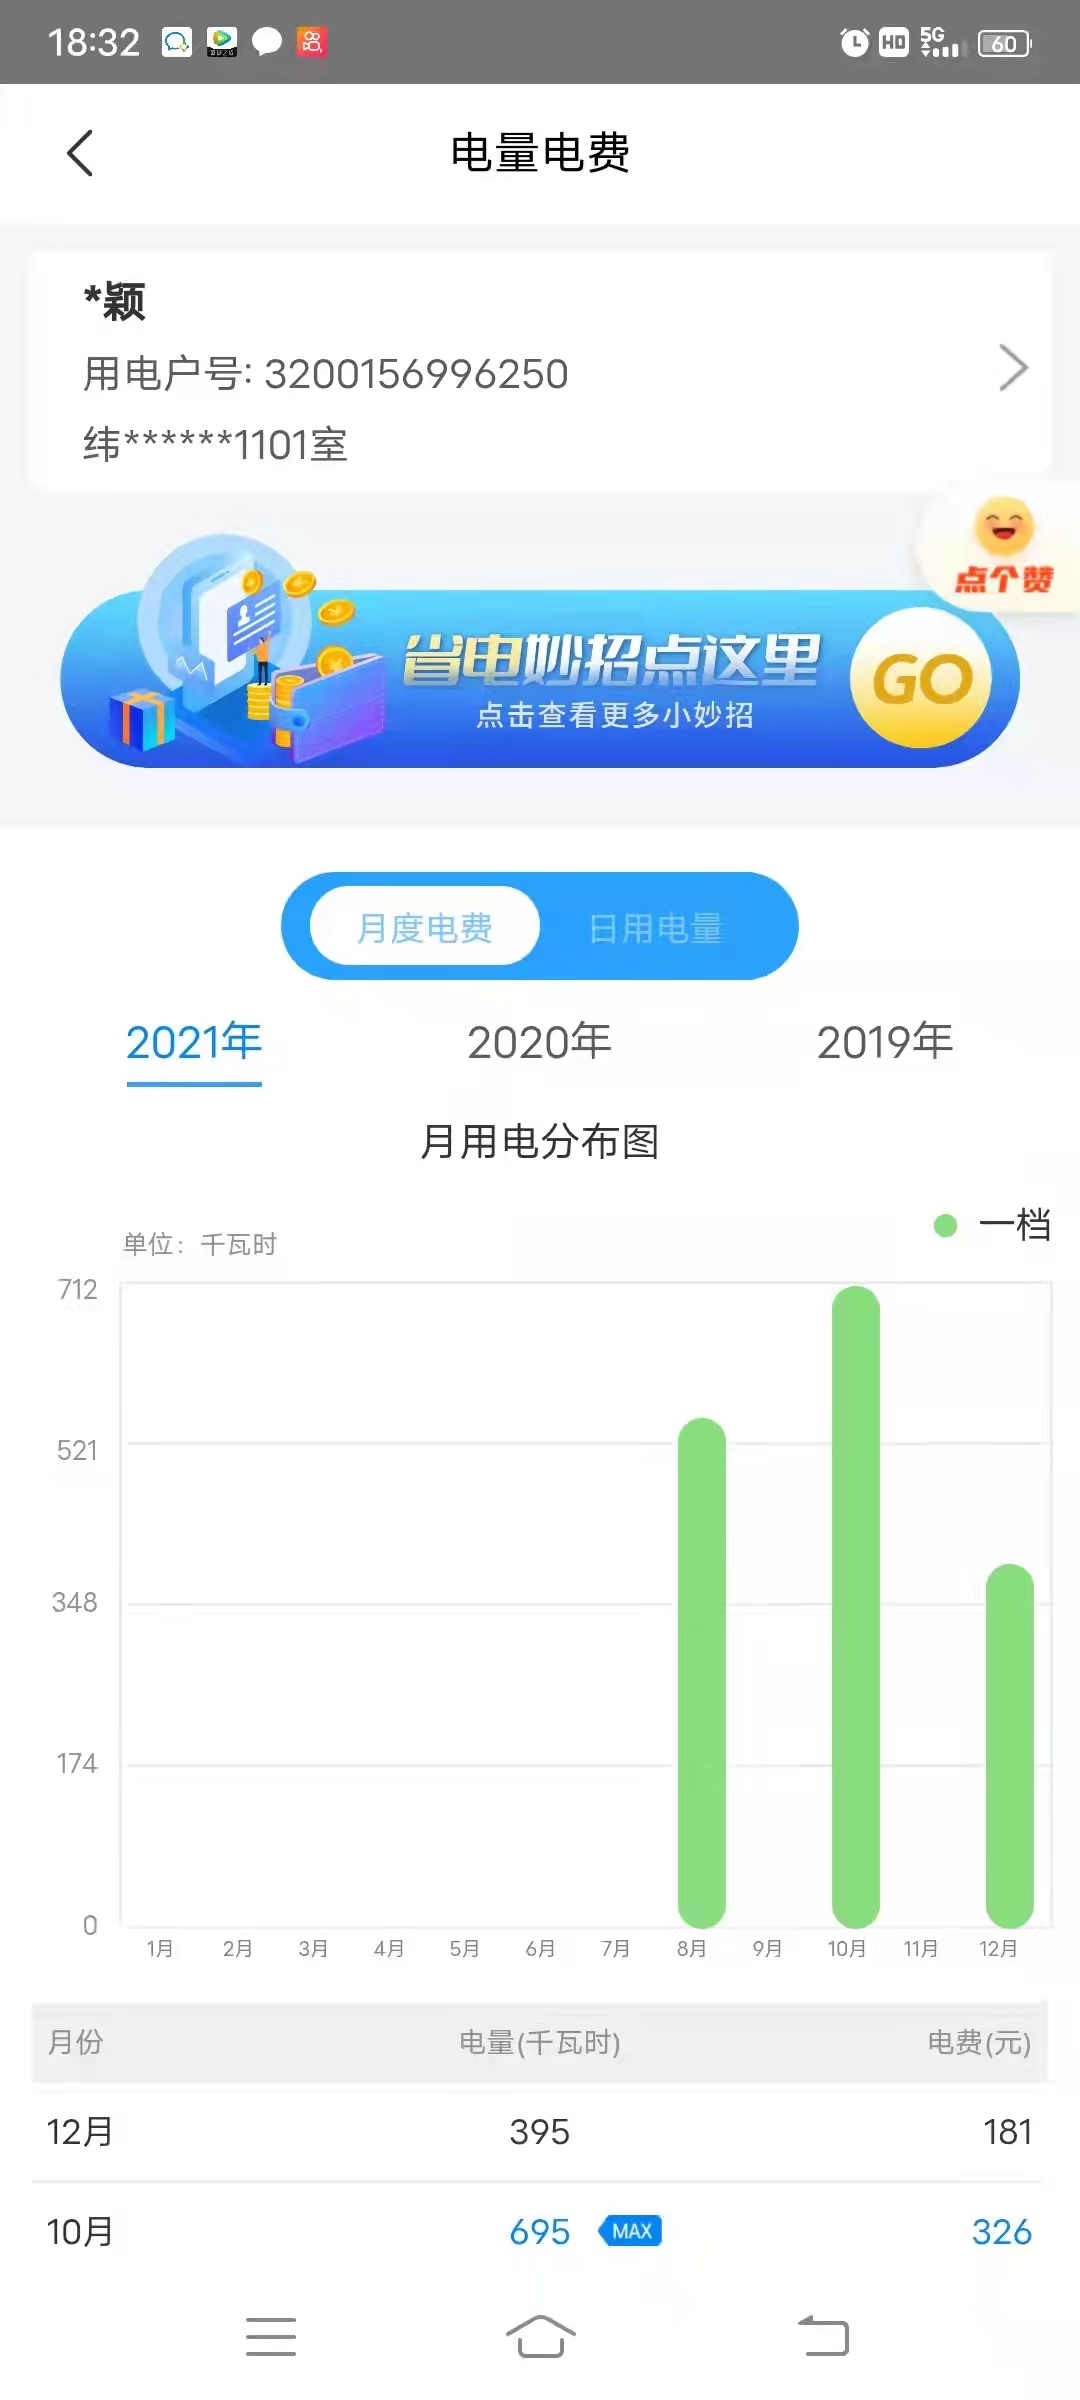 18:32
HD 5G 60
电量电费
*颖
用电户号: 3200156996250
纬******1101室
点个赞
省电妙招点这里
GO
点击查看更多小妙招
月度电费 日用电量
2021年 2020年 2019年
月用电分布图
一档
单位：千瓦时
712
521
348
174
0
1月 2月 3月 4月 5月 6月 7月 8月 9月 10月 11月 12月
月份 电量(千瓦时) 电费(元)
12月 395 181
10月 695 MAX 326